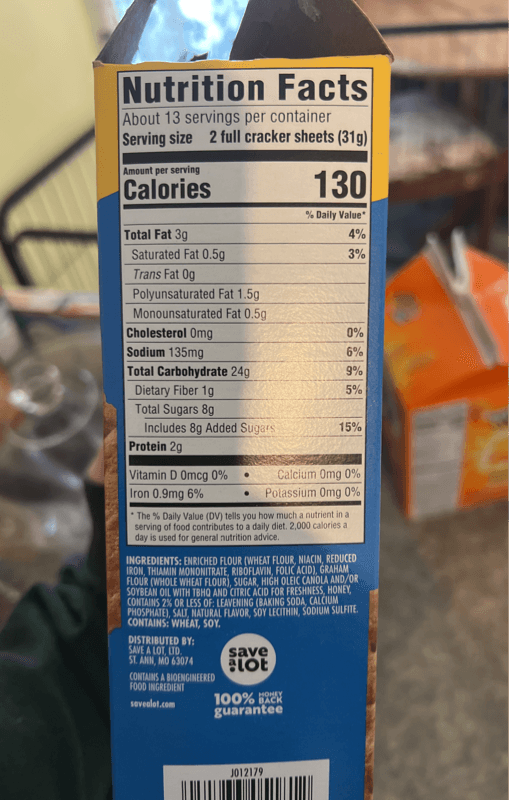 Nutrition Facts
About 13 servings per container
Serving size 2 full cracker sheets (31g)
Amount per serving
Calories 130
% Daily Value*
Total Fat 3g 4%
Saturated Fat 0.5g 3%
Trans Fat 0g
Polyunsaturated Fat 1.5g
Monounsaturated Fat 0.5g
Cholesterol 0mg 0%
Sodium 135mg 6%
Total Carbohydrate 24g 9%
Dietary Fiber 1g 5%
Total Sugars 8g
Includes 8g Added Sugars 15%
Protein 2g
Vitamin D 0mcg 0% • Calcium 0mg 0%
Iron 0.9mg 6% • Potassium 0mg 0%
* The % Daily Value (DV) tells you how much a nutrient in a
serving of food contributes to a daily diet. 2,000 calories a
day is used for general nutrition advice.
INGREDIENTS: ENRICHED FLOUR (WHEAT FLOUR, NIACIN, REDUCED
IRON, THIAMIN MONONITRATE, RIBOFLAVIN, FOLIC ACID), GRAHAM
FLOUR (WHOLE WHEAT FLOUR), SUGAR, HIGH OLEIC CANOLA AND/OR
SOYBEAN OIL WITH TBHQ AND CITRIC ACID FOR FRESHNESS, HONEY,
CONTAINS 2% OR LESS OF: LEAVENING (BAKING SODA, CALCIUM
PHOSPHATE), SALT, NATURAL FLAVOR, SOY LECITHIN, SODIUM SULFITE.
CONTAINS: WHEAT, SOY.
DISTRIBUTED BY:
SAVE A LOT, LTD.
ST. ANN, MO 63074
CONTAINS A BIOENGINEERED
FOOD INGREDIENT
savealot.com
save
a lot
100% MONEY BACK
guarantee
J012179